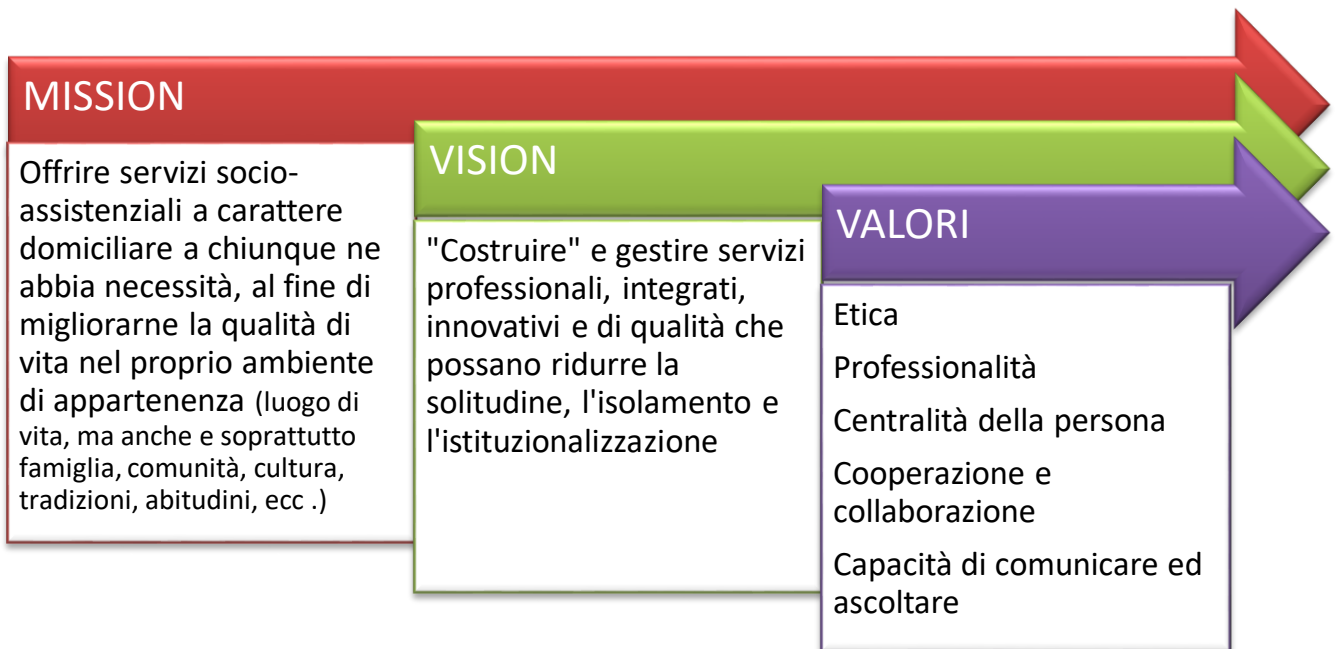 MISSION
Offrire servizi socio-
assistenziali a carattere
domiciliare a chiunque ne
abbia necessità, al fine di
migliorarne la qualità di
vita nel proprio ambiente
di appartenenza (luogo di
vita, ma anche e soprattutto
famiglia, comunità, cultura,
tradizioni, abitudini, ecc .)
VISION
"Costruire" e gestire servizi
professionali, integrati,
innovativi e di qualità che
possano ridurre la
solitudine, l'isolamento e
l'istituzionalizzazione
VALORI
Etica
Professionalità
Centralità della persona
Cooperazione e
collaborazione
Capacità di comunicare ed
ascoltare